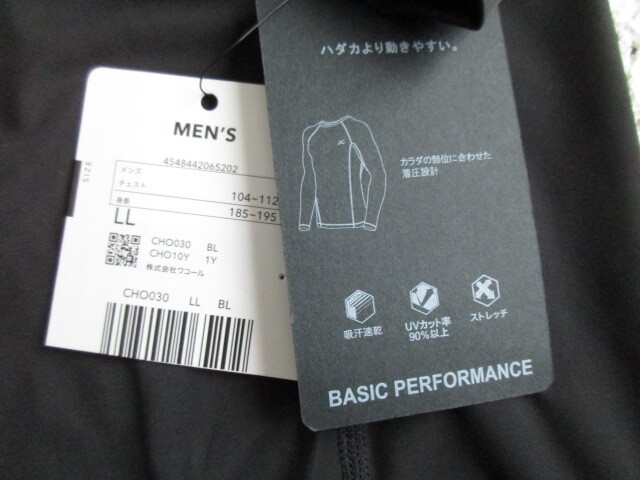 MEN'S
4548442065202
SIZE
メンズ
チェスト 104~112
身長 185~195
LL
CHO030 BL
CHO10Y 1Y
株式会社ワコール
CHO030 LL BL
ハダカより動きやすい。
カラダの部位に合わせた
着圧設計
吸汗速乾
UVカット率
90%以上
ストレッチ
BASIC PERFORMANCE